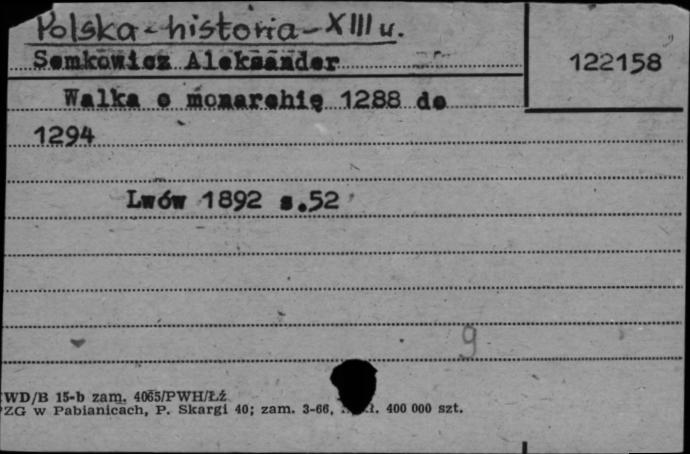 Polska - historia - XIII w.
Semkowicz Aleksander
122158
Walka o monarchię 1288 do
1294
Lwów 1892 s.52
9
WD/B 15-b zam. 4065/PWH/Łź
ZG w Pabianicach, P. Skargi 40; zam. 3-66, 400 000 szt.